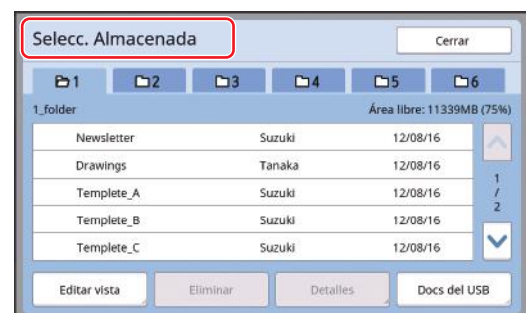 Selecc. Almacenada
Cerrar
1 2 3 4 5 6
1_folder Área libre: 11339MB (75%)
Newsletter Suzuki 12/08/16
Drawings Tanaka 12/08/16
Templete_A Suzuki 12/08/16
Templete_B Suzuki 12/08/16
Templete_C Suzuki 12/08/16
1
/
2
Editar vista Eliminar Detalles Docs del USB